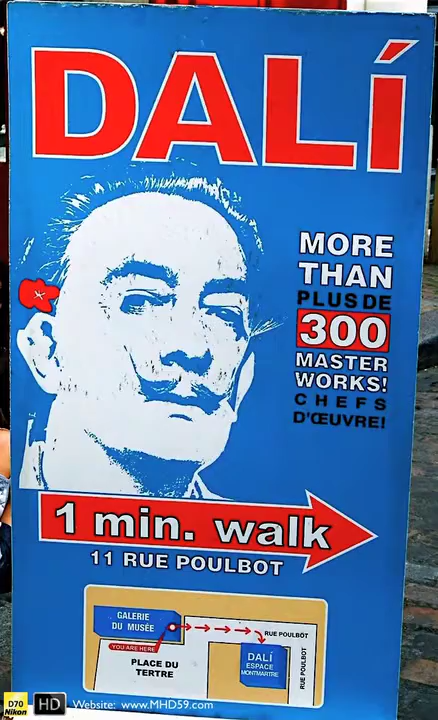 DALÍ
MORE
THAN
PLUS DE
300
MASTER
WORKS!
CHEFS
D'ŒUVRE!
1 min. walk
11 RUE POULBOT
GALERIE
DU MUSÉE
YOU ARE HERE
PLACE DU
TERTRE
RUE POULBÔT
DALÍ
ESPACE
MONTMARTRE
RUE POULBOT
D70
Nikon
HD
Website: www.MHD59.com